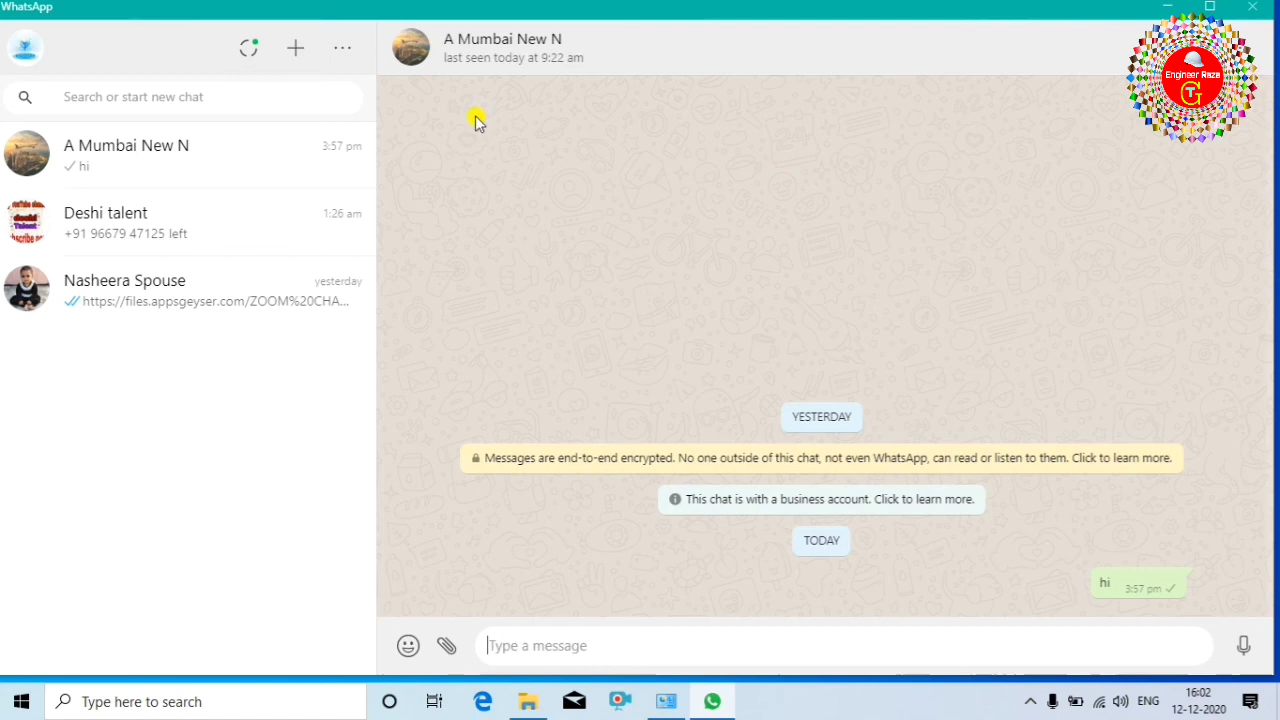 WhatsApp
Search or start new chat
A Mumbai New N
3:57 pm
hi
Deshi talent
1:26 am
+91 96679 47125 left
Nasheera Spouse
yesterday
https://files.appsgeyser.com/ZOOM%20CHA...
A Mumbai New N
last seen today at 9:22 am
Engineer Raza
TG
YESTERDAY
Messages are end-to-end encrypted. No one outside of this chat, not even WhatsApp, can read or listen to them. Click to learn more.
This chat is with a business account. Click to learn more.
TODAY
hi 3:57 pm
Type a message
Type here to search
ENG
16:02
12-12-2020